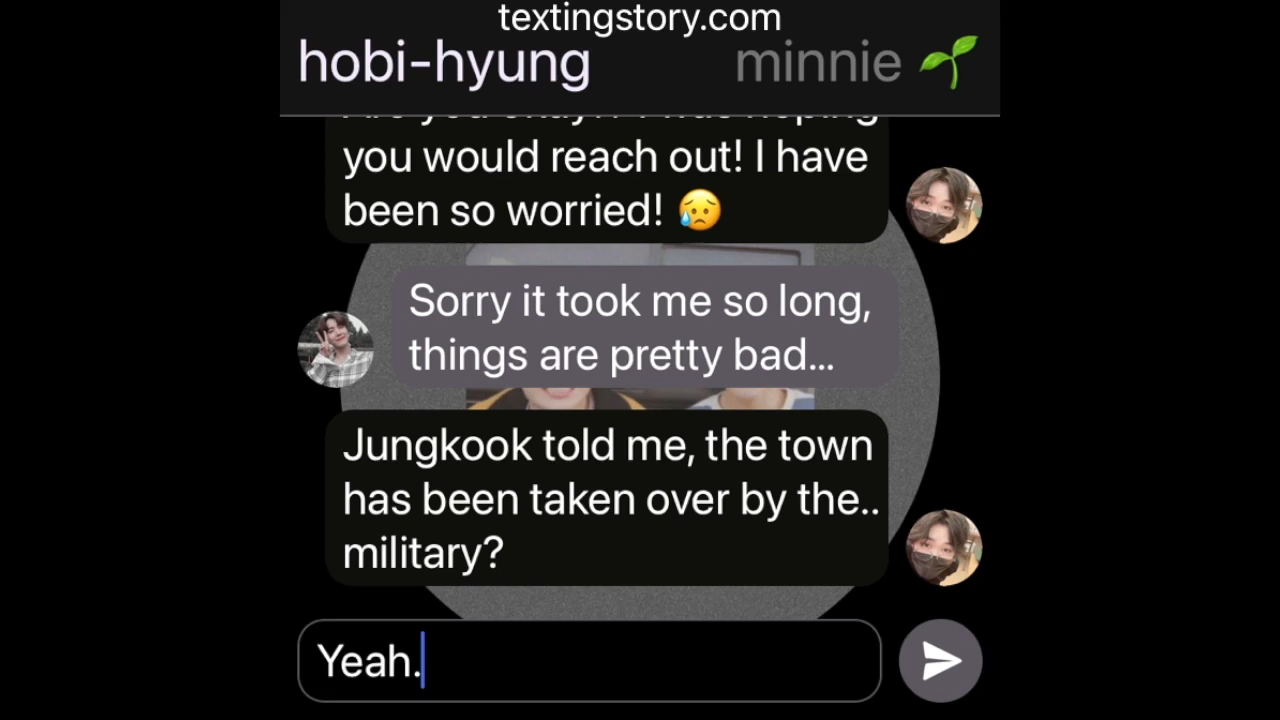 textingstory.com
hobi-hyung minnie 🌱
you would reach out! I have
been so worried! 😥
Sorry it took me so long,
things are pretty bad...
Jungkook told me, the town
has been taken over by the..
military?
Yeah.